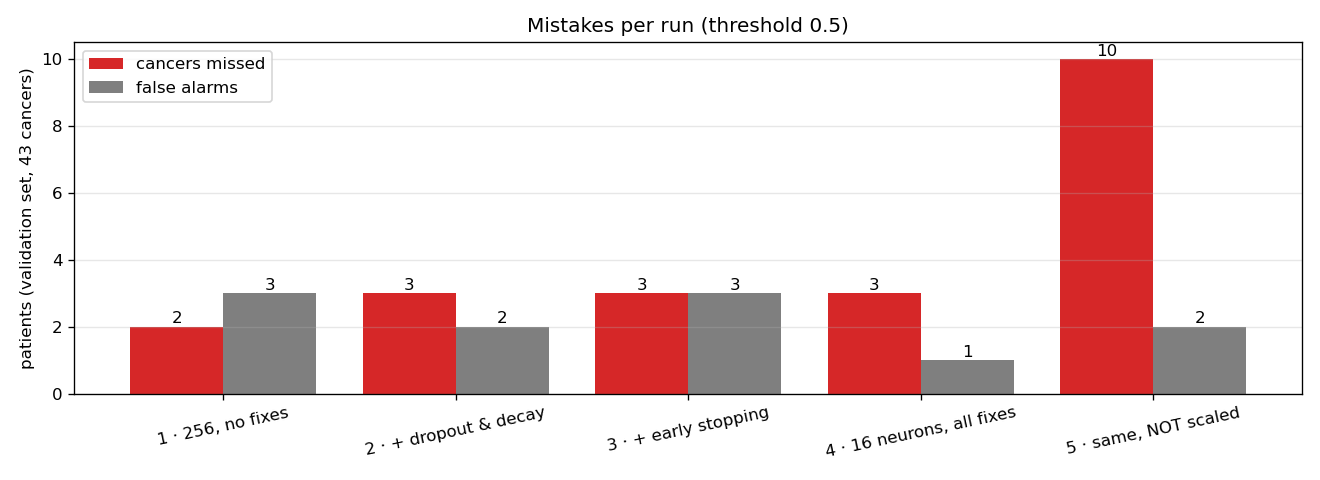 Mistakes per run (threshold 0.5)
cancers missed
false alarms
patients (validation set, 43 cancers)
10
8
6
4
2
0
2
3
3
2
3
3
3
1
10
2
1 · 256, no fixes
2 · + dropout & decay
3 · + early stopping
4 · 16 neurons, all fixes
5 · same, NOT scaled